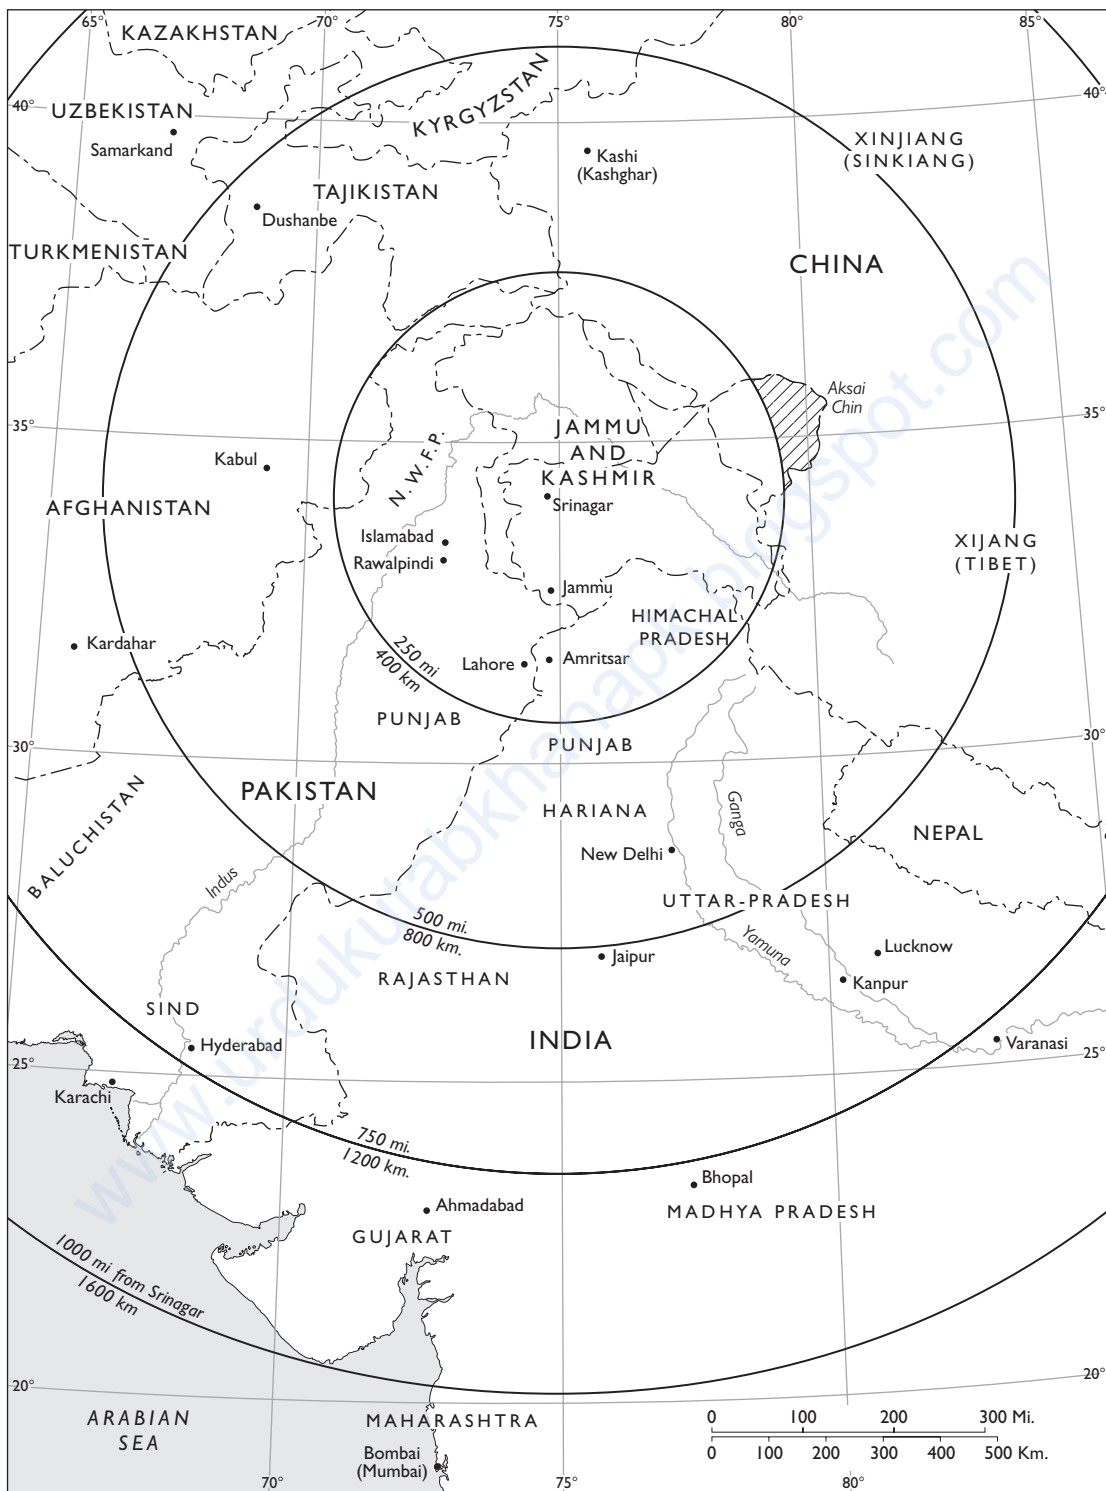 65°
70°
75°
80°
85°
KAZAKHSTAN
KYRGYZSTAN
40°
40°
UZBEKISTAN
Samarkand
XINJIANG
(SINKIANG)
Kashi
(Kashghar)
TAJIKISTAN
Dushanbe
TURKMENISTAN
CHINA
Aksai
Chin
35°
35°
JAMMU
AND
KASHMIR
N.W.F.P.
Kabul
Srinagar
AFGHANISTAN
Islamabad
Rawalpindi
XIJANG
(TIBET)
Jammu
HIMACHAL
PRADESH
Kardahar
250 mi
400 km
Lahore
Amritsar
PUNJAB
PUNJAB
30°
30°
PAKISTAN
HARIANA
Ganga
BALUCHISTAN
NEPAL
New Delhi
Indus
UTTAR-PRADESH
500 mi.
800 km.
Yamuna
Lucknow
Jaipur
RAJASTHAN
Kanpur
SIND
INDIA
Hyderabad
Varanasi
25°
25°
Karachi
750 mi.
1200 km.
Bhopal
Ahmadabad
MADHYA PRADESH
GUJARAT
1000 mi from Srinagar
1600 km
20°
20°
ARABIAN
SEA
MAHARASHTRA
0 100 200 300 Mi.
0 100 200 300 400 500 Km.
Bombai
(Mumbai)
70°
75°
80°
www.urdukutabkhanapk.blogspot.com